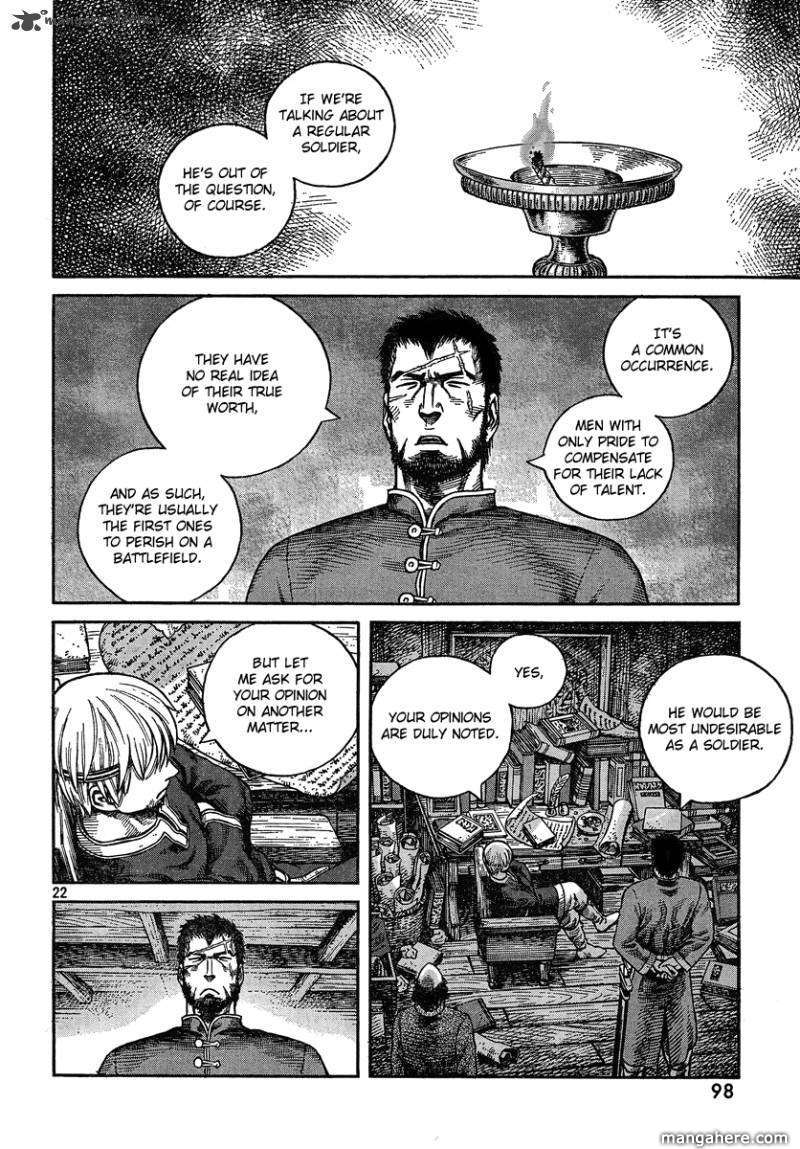 IF WE'RE
TALKING ABOUT
A REGULAR
SOLDIER,
HE'S OUT OF
THE QUESTION,
OF COURSE.
IT'S
A COMMON
OCCURRENCE.
MEN WITH
ONLY PRIDE TO
COMPENSATE
FOR THEIR LACK
OF TALENT.
THEY HAVE
NO REAL IDEA
OF THEIR TRUE
WORTH,
AND AS SUCH,
THEY'RE USUALLY
THE FIRST ONES
TO PERISH ON A
BATTLEFIELD.
HE WOULD BE
MOST UNDESIRABLE
AS A SOLDIER.
YES,
YOUR OPINIONS
ARE DULY NOTED.
BUT LET
ME ASK FOR
YOUR OPINION
ON ANOTHER
MATTER...
22
98
mangahere.com